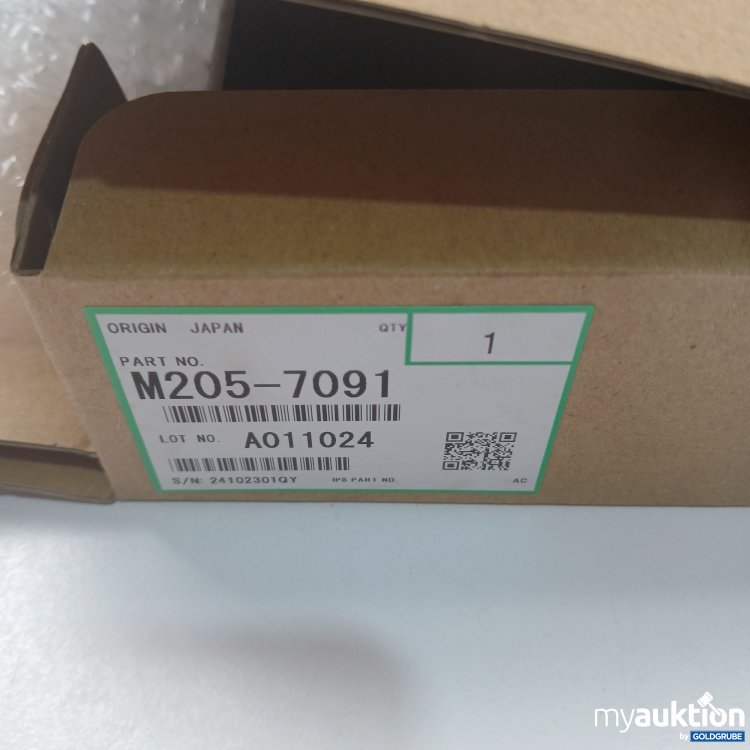 ORIGIN JAPAN QTY 1
PART NO.
M205-7091
LOT NO. A011024
S/N: 24102301QY IPS PART NO. AC
myauktion
by GOLDGRUBE